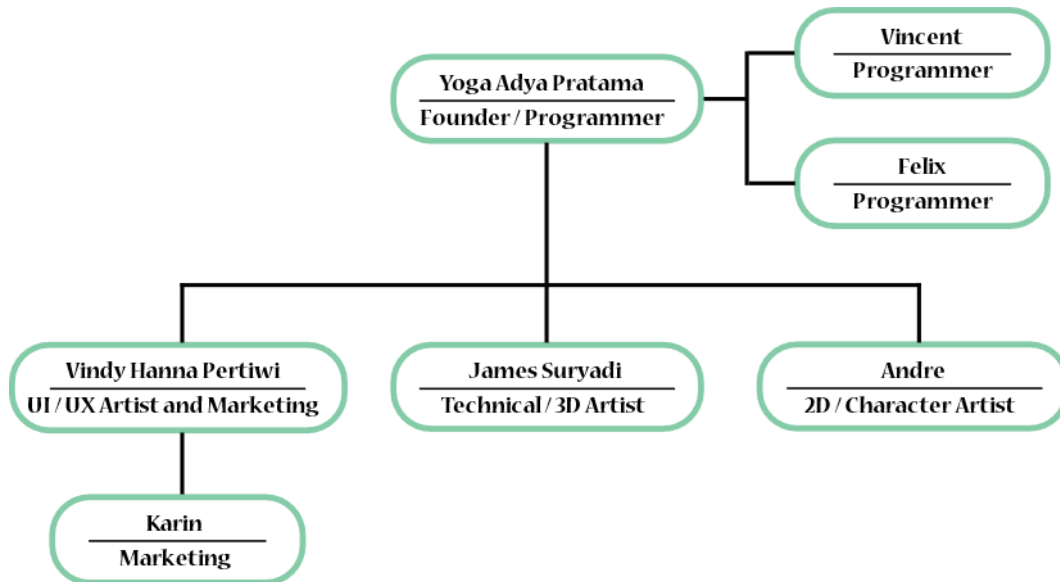 Vincent
Programmer
Yoga Adya Pratama
Founder / Programmer
Felix
Programmer
Vindy Hanna Pertiwi
UI / UX Artist and Marketing
James Suryadi
Technical / 3D Artist
Andre
2D / Character Artist
Karin
Marketing